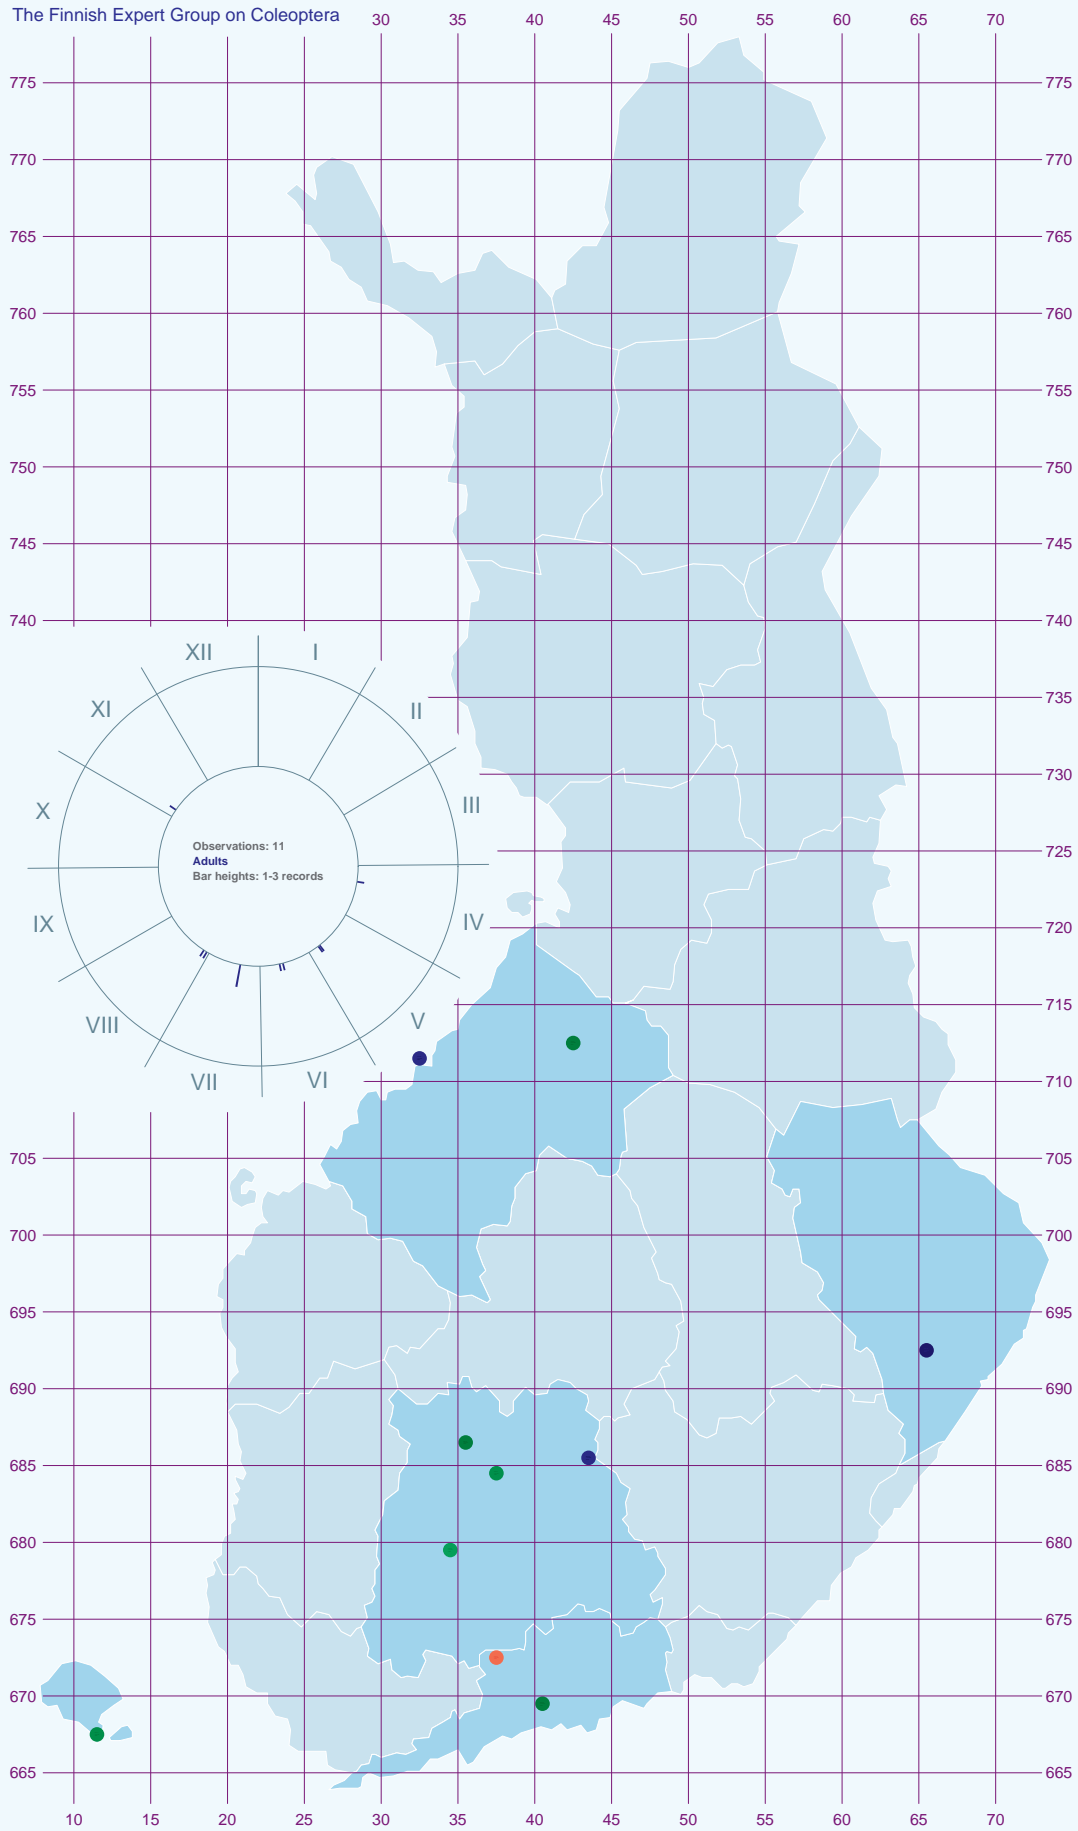 The Finnish Expert Group on Coleoptera
30 35 40 45 50 55 60 65 70
775 775
770 770
765 765
760 760
755 755
750 750
745 745
740 740
735
730
725
720
715
710
705 705
700 700
695 695
690 690
685 685
680 680
675 675
670 670
665 665
XII I
XI II
X III
IX IV
VIII V
VII VI
Observations: 11
Adults
Bar heights: 1-3 records
10 15 20 25 30 35 40 45 50 55 60 65 70